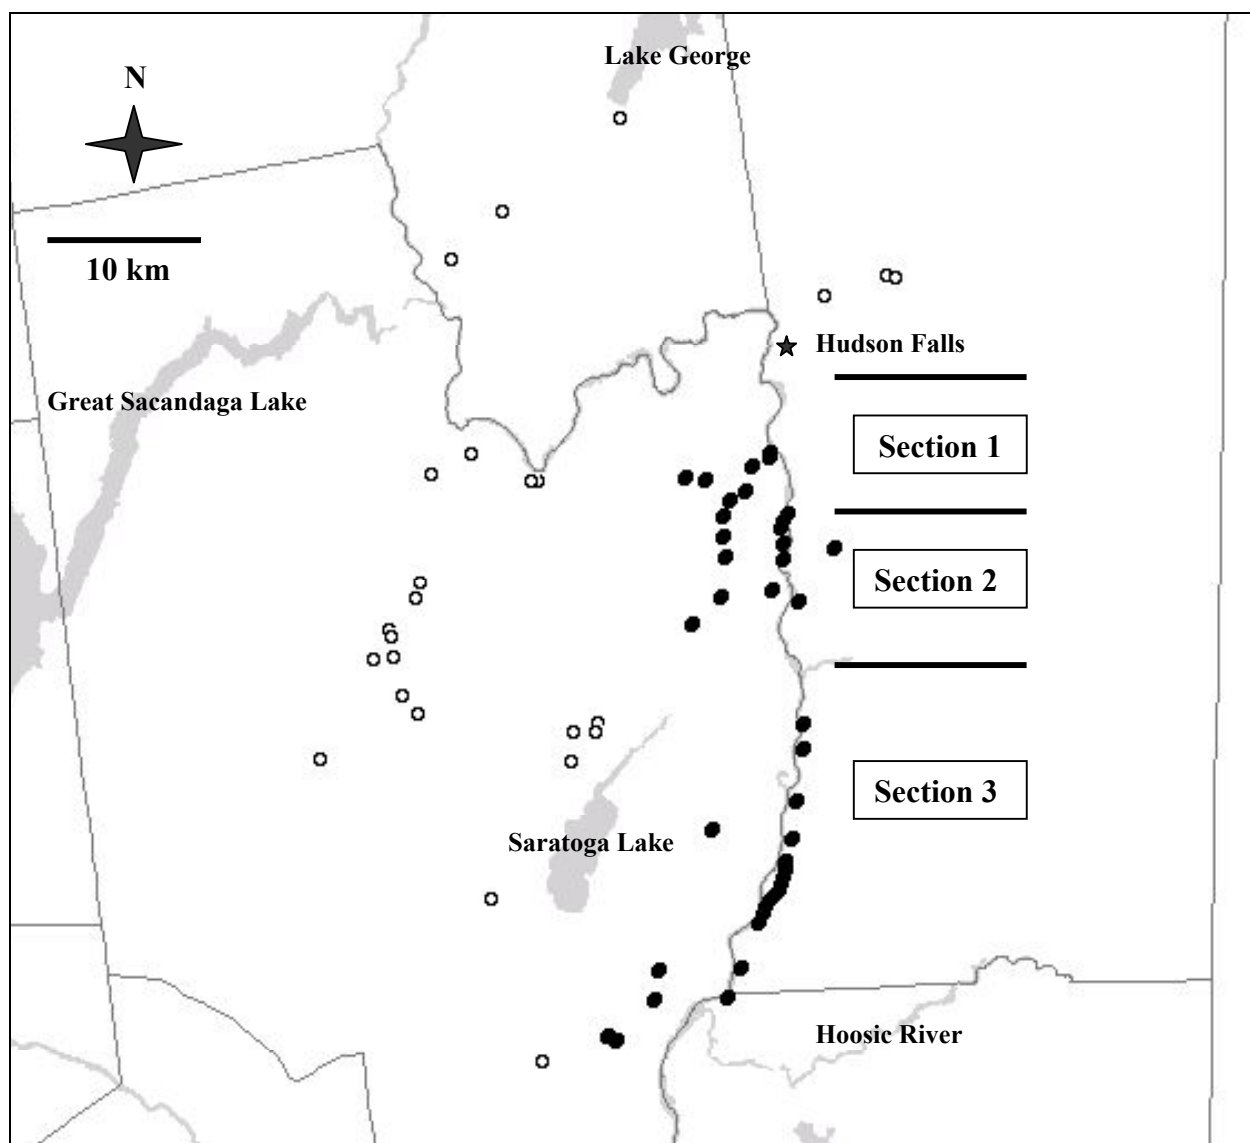 Lake George
N
10 km
Hudson Falls
Great Sacandaga Lake
Section 1
Section 2
Section 3
Saratoga Lake
Hoosic River